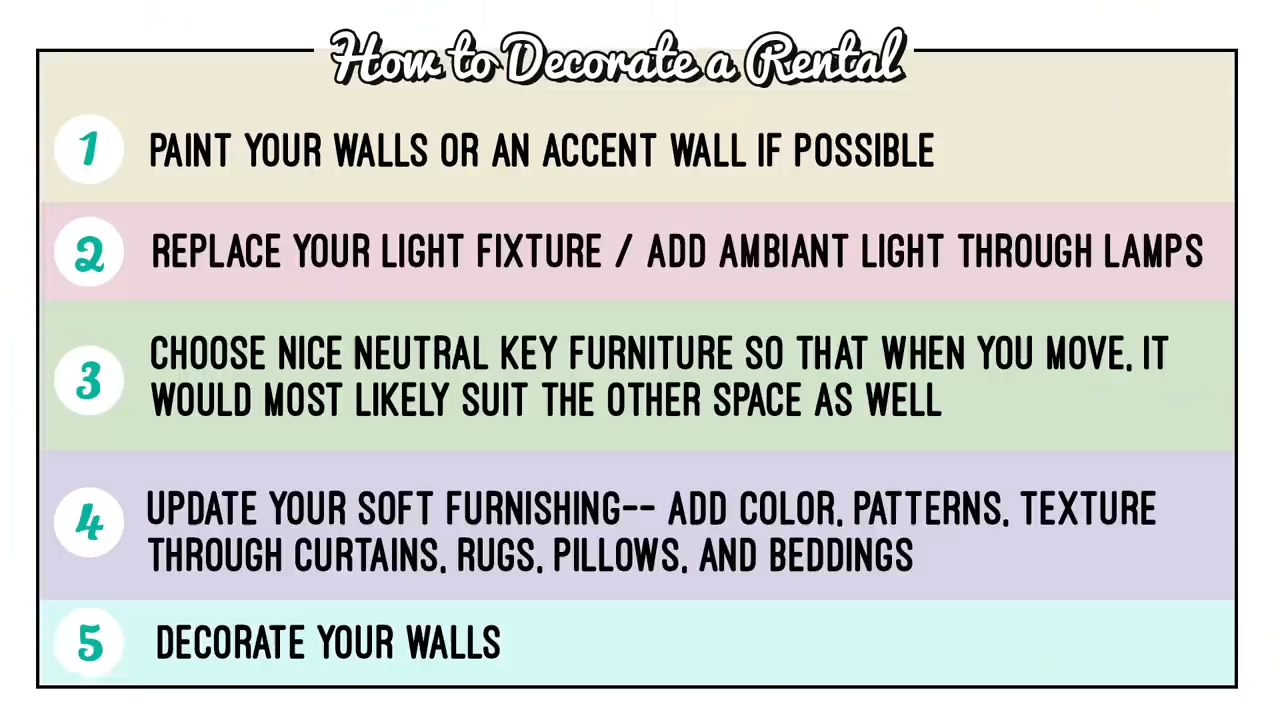 How to Decorate a Rental
1 PAINT YOUR WALLS OR AN ACCENT WALL IF POSSIBLE
2 REPLACE YOUR LIGHT FIXTURE / ADD AMBIANT LIGHT THROUGH LAMPS
3 CHOOSE NICE NEUTRAL KEY FURNITURE SO THAT WHEN YOU MOVE, IT
WOULD MOST LIKELY SUIT THE OTHER SPACE AS WELL
4 UPDATE YOUR SOFT FURNISHING-- ADD COLOR, PATTERNS, TEXTURE
THROUGH CURTAINS, RUGS, PILLOWS, AND BEDDINGS
5 DECORATE YOUR WALLS